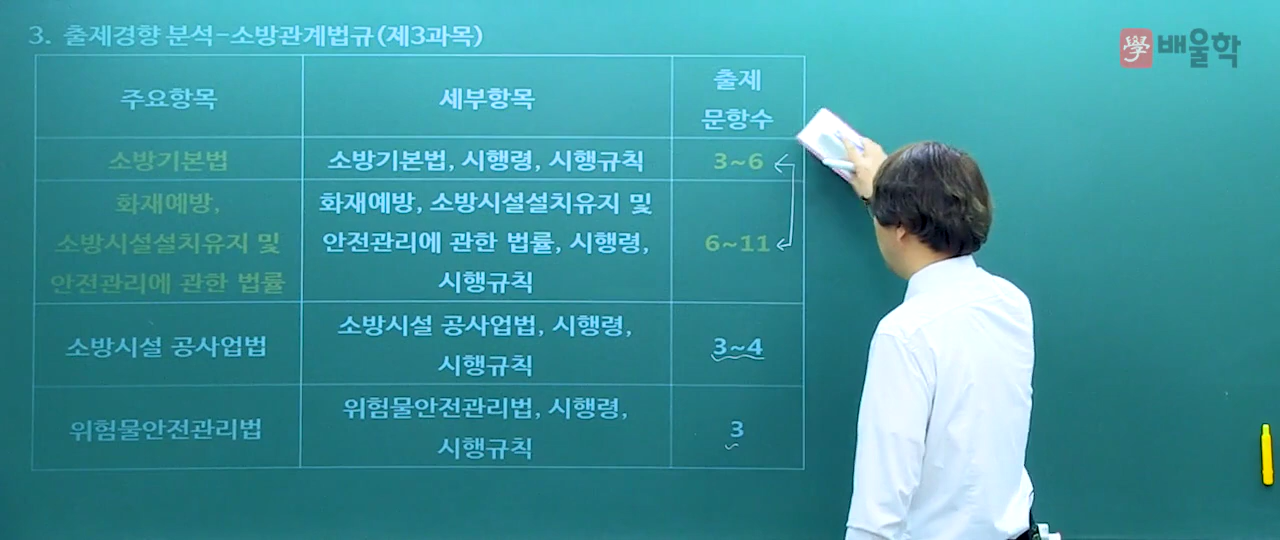 3. 출제경향 분석-소방관계법규(제3과목)
學 배울학
주요항목
세부항목
출제
문항수
소방기본법
소방기본법, 시행령, 시행규칙
3~6
화재예방,
소방시설설치유지 및
안전관리에 관한 법률
화재예방, 소방시설설치유지 및
안전관리에 관한 법률, 시행령,
시행규칙
6~11
소방시설 공사업법
소방시설 공사업법, 시행령,
시행규칙
3~4
위험물안전관리법
위험물안전관리법, 시행령,
시행규칙
3